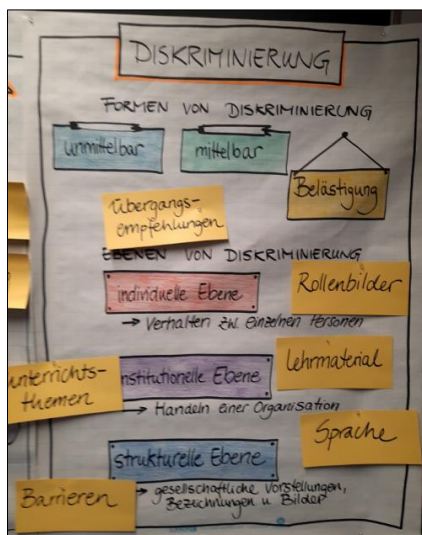 DISKRIMINIERUNG
FORMEN VON DISKRIMINIERUNG
unmittelbar
mittelbar
Belästigung
Übergangs-
empfehlungen
EBENEN VON DISKRIMINIERUNG
individuelle Ebene
Rollenbilder
→ Verhalten zw. einzelnen Personen
Lehrmaterial
unterrichts-
themen
institutionelle Ebene
→ Handeln einer Organisation
Sprache
strukturelle Ebene
→ gesellschaftliche Vorstellungen,
Bezeichnungen u Bilder
Barrieren